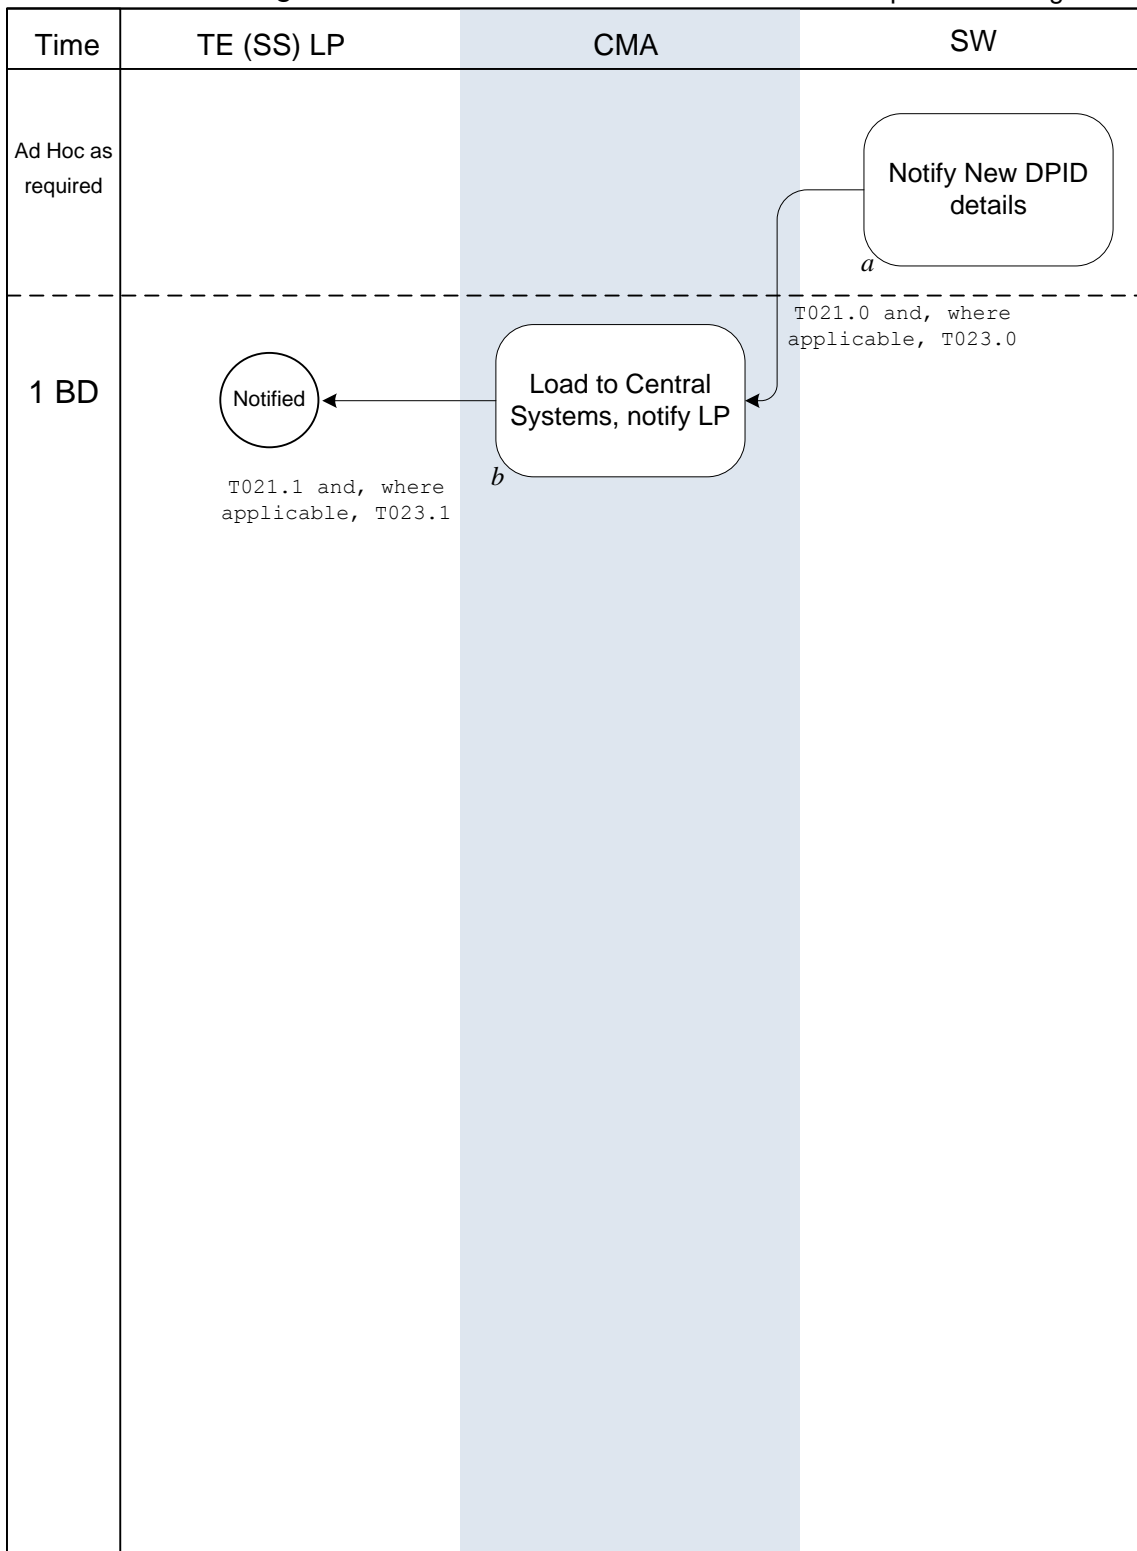 Time
TE (SS) LP
CMA
SW
Ad Hoc as
required
Notify New DPID
details
a
T021.0 and, where
applicable, T023.0
1 BD
Notified
Load to Central
Systems, notify LP
b
T021.1 and, where
applicable, T023.1